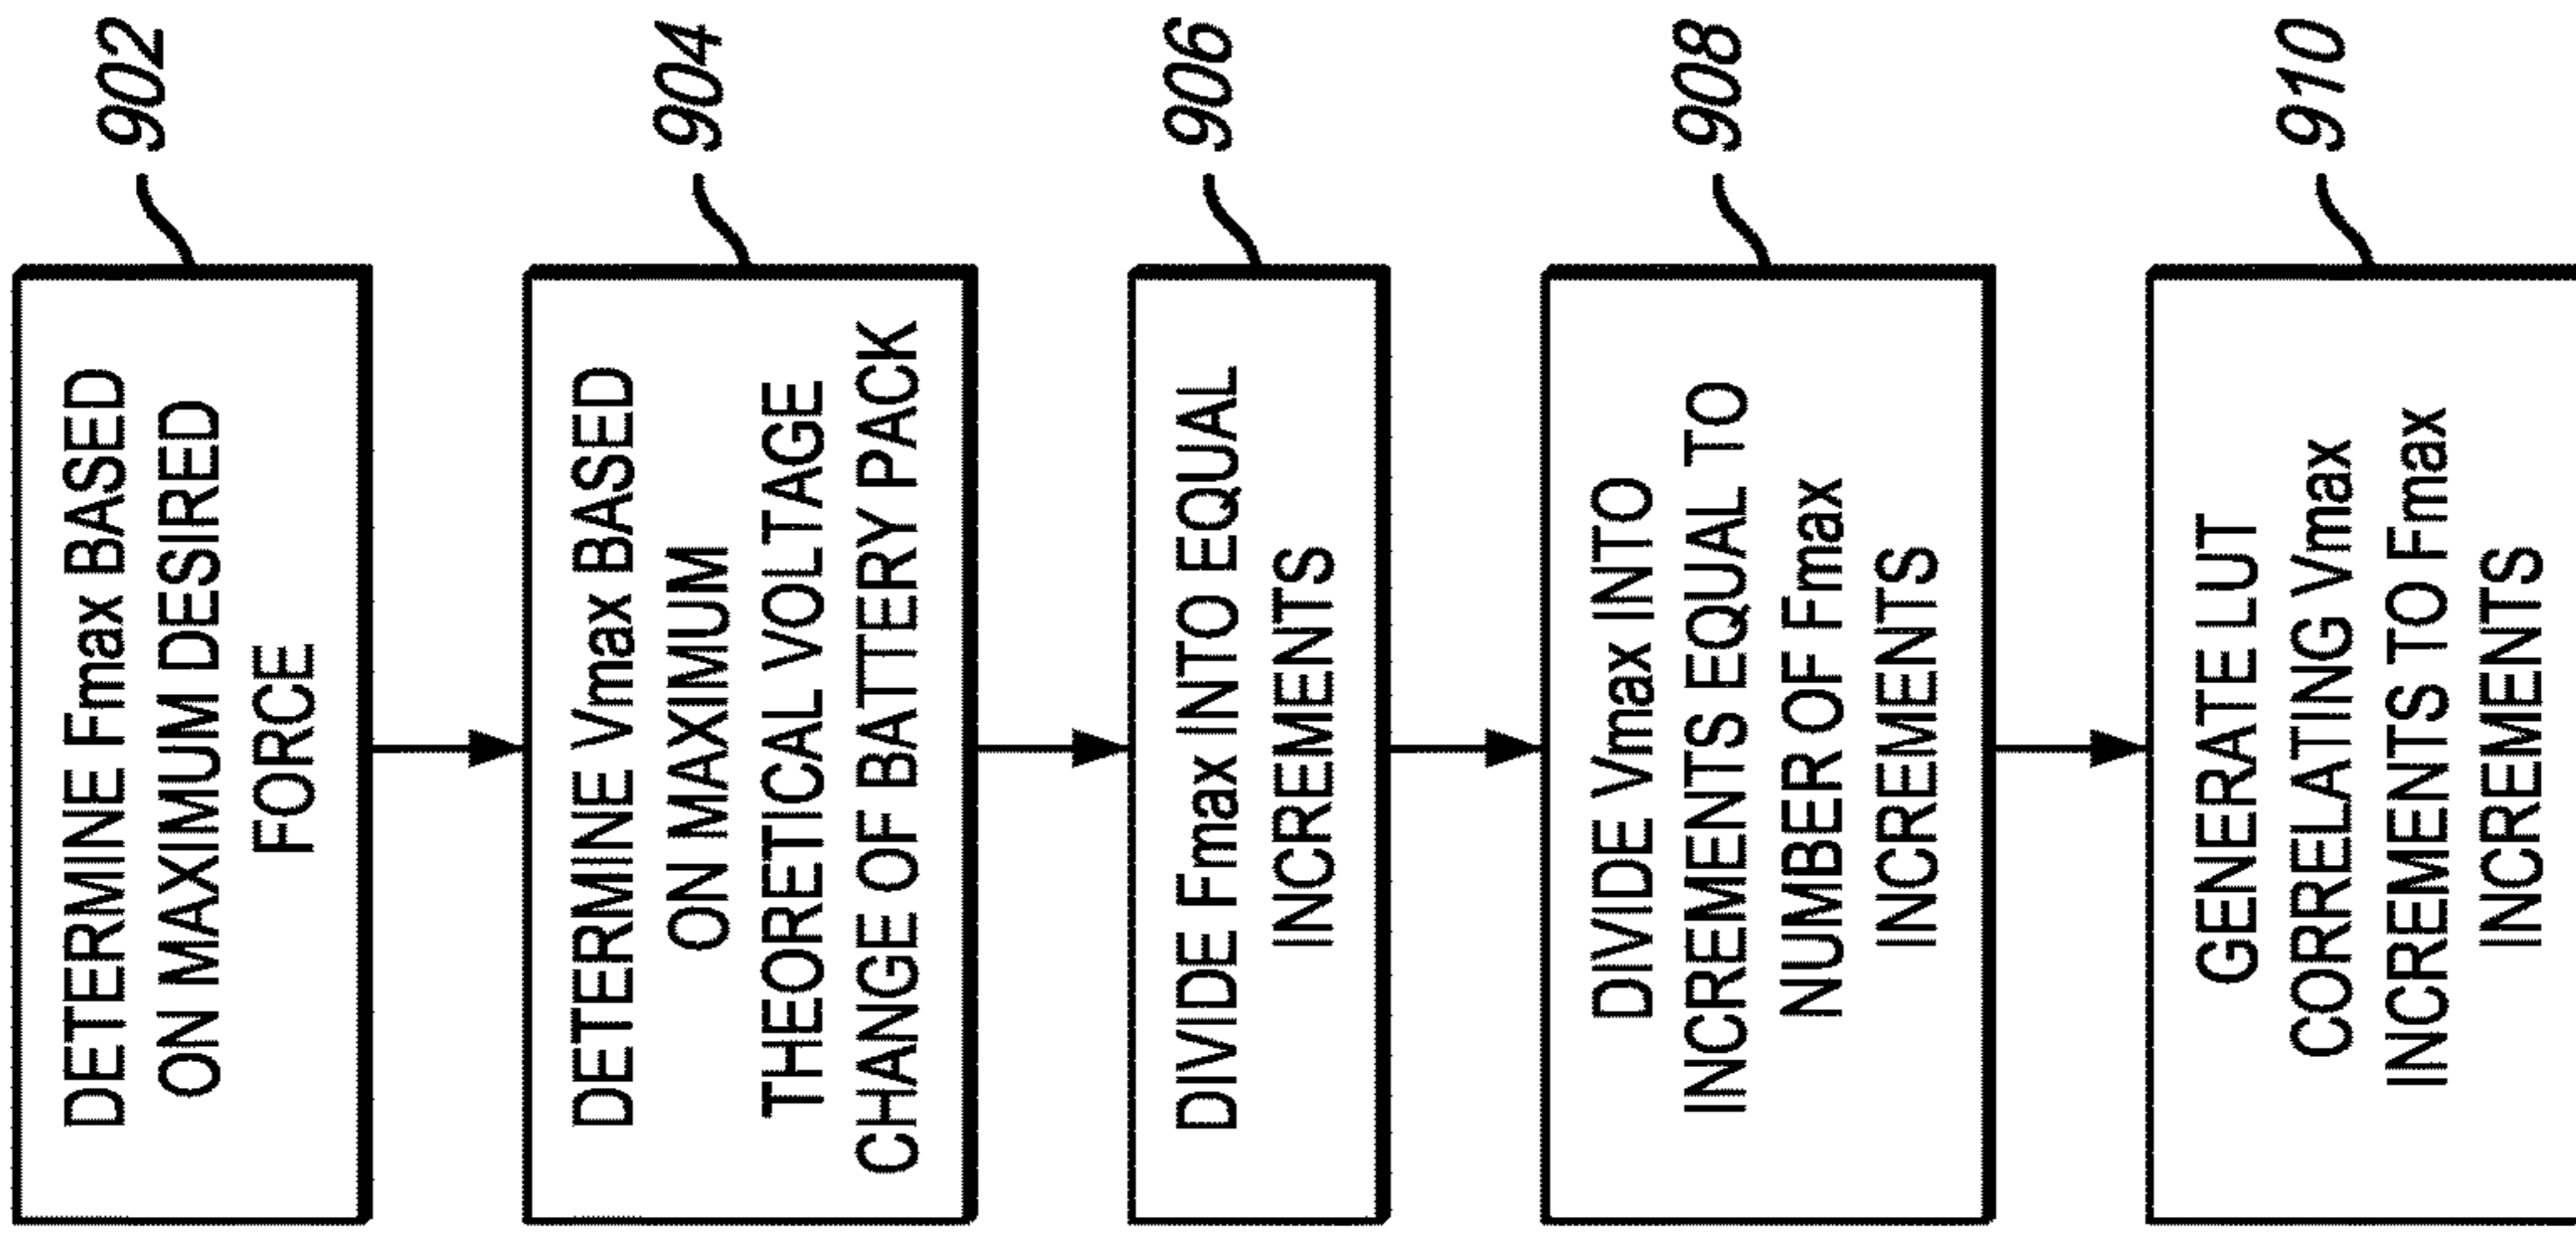 DETERMINE Fmax BASED
ON MAXIMUM DESIRED
FORCE
902
DETERMINE Vmax BASED
ON MAXIMUM
THEORETICAL VOLTAGE
CHANGE OF BATTERY PACK
904
DIVIDE Fmax INTO EQUAL
INCREMENTS
906
DIVIDE Vmax INTO
INCREMENTS EQUAL TO
NUMBER OF Fmax
INCREMENTS
908
GENERATE LUT
CORRELATING Vmax
INCREMENTS TO Fmax
INCREMENTS
910